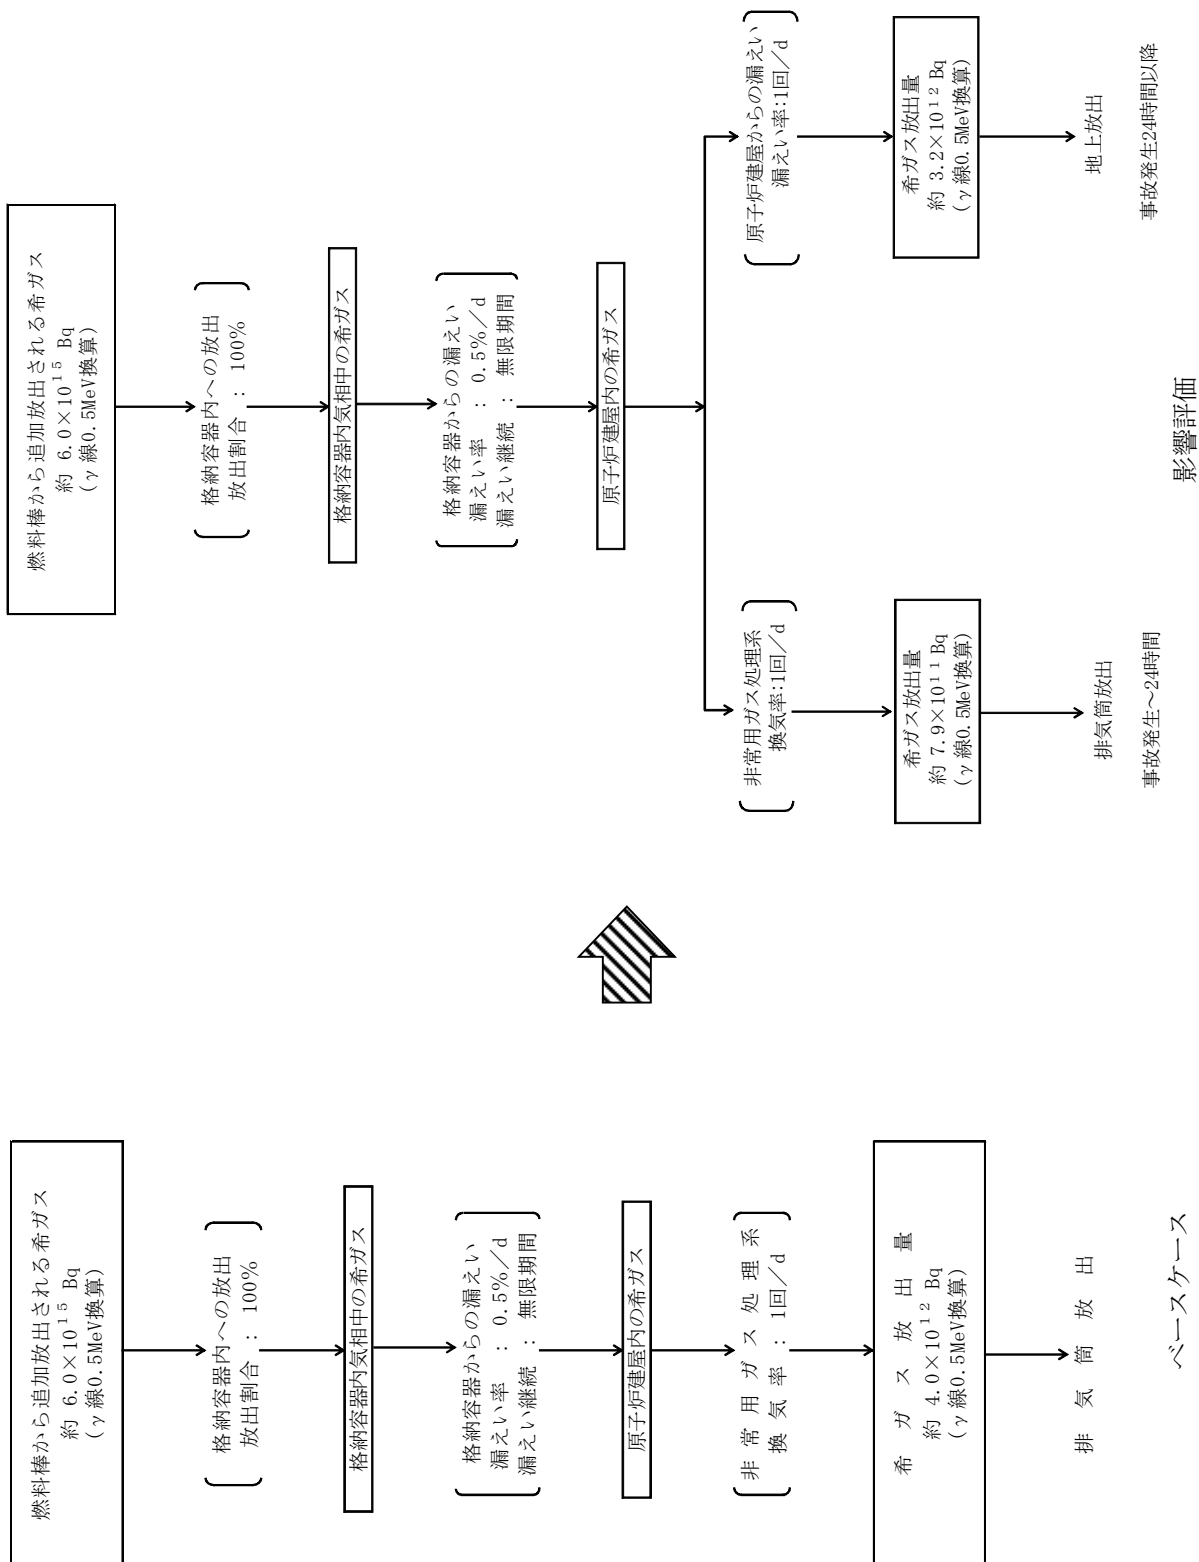 燃料棒から追加放出される希ガス
約 6.0×10¹⁵ Bq
(γ線0.5MeV換算)
格納容器内への放出
放出割合 : 100%
格納容器内気相中の希ガス
格納容器からの漏えい
漏えい率 : 0.5%/d
漏えい継続 : 無限期間
原子炉建屋内の希ガス
非常用ガス処理系
換気率 : 1回/d
希ガス放出量
約 4.0×10¹² Bq
(γ線0.5MeV換算)
排気筒放出
ベースケース
燃料棒から追加放出される希ガス
約 6.0×10¹⁵ Bq
(γ線0.5MeV換算)
格納容器内への放出
放出割合 : 100%
格納容器内気相中の希ガス
格納容器からの漏えい
漏えい率 : 0.5%/d
漏えい継続 : 無限期間
原子炉建屋内の希ガス
非常用ガス処理系
換気率:1回/d
希ガス放出量
約 7.9×10¹¹ Bq
(γ線0.5MeV換算)
排気筒放出
事故発生~24時間
原子炉建屋からの漏えい
漏えい率:1回/d
希ガス放出量
約 3.2×10¹² Bq
(γ線0.5MeV換算)
地上放出
事故発生24時間以降
影響評価